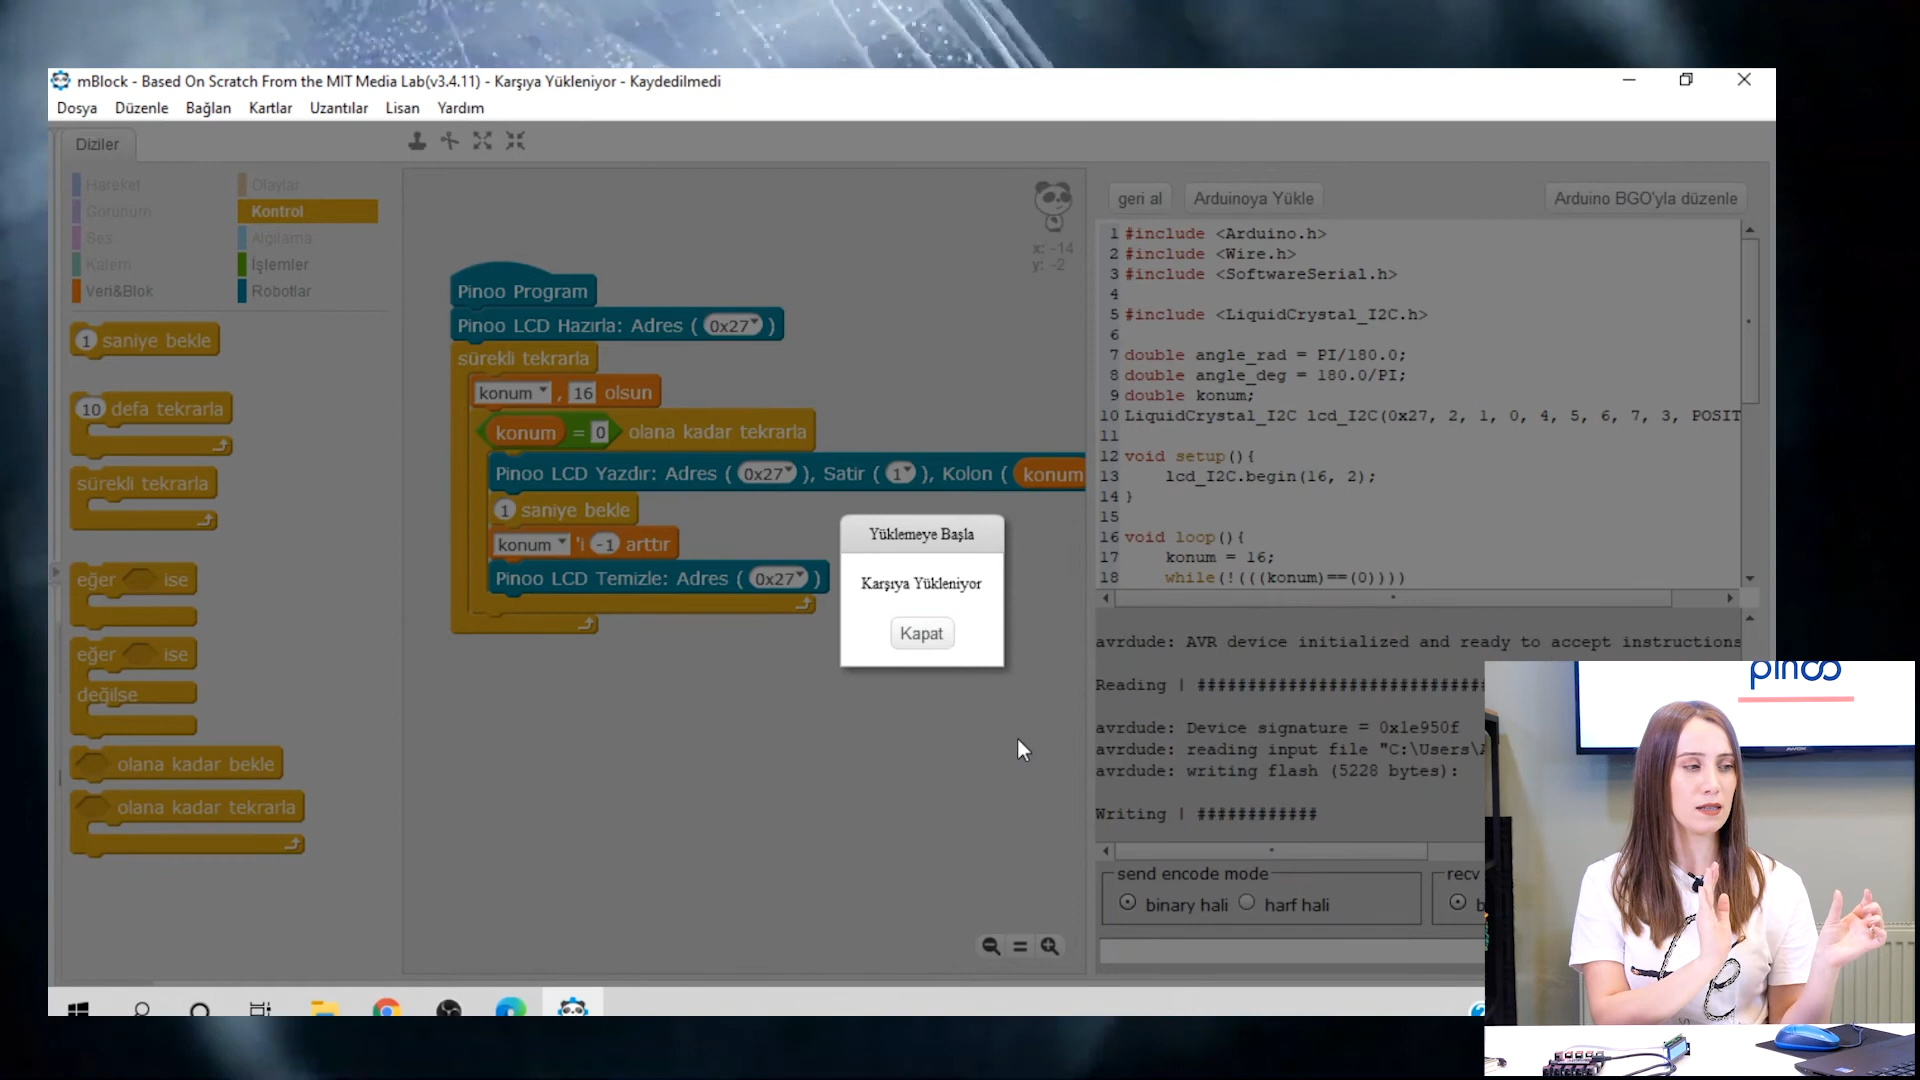 mBlock - Based On Scratch From the MIT Media Lab(v3.4.11) - Karşıya Yükleniyor - Kaydedilmedi
Dosya Düzenle Bağlan Kartlar Uzantılar Lisan Yardım
Diziler
Hareket Olaylar
Gorunum Kontrol
Ses Algılama
Kalem İşlemler
Veri&Blok Robotlar
1 saniye bekle
10 defa tekrarla
sürekli tekrarla
eğer ise
eğer ise
değilse
olana kadar bekle
olana kadar tekrarla
x: -14
y: -2
Pinoo Program
Pinoo LCD Hazırla: Adres ( 0x27 )
sürekli tekrarla
konum , 16 olsun
konum = 0 olana kadar tekrarla
Pinoo LCD Yazdır: Adres ( 0x27 ), Satir ( 1 ), Kolon ( konum
1 saniye bekle
konum 'i -1 arttır
Pinoo LCD Temizle: Adres ( 0x27 )
Yüklemeye Başla
Karşıya Yükleniyor
Kapat
geri al Arduinoya Yükle Arduino BGO'yla düzenle
1 #include <Arduino.h>
2 #include <Wire.h>
3 #include <SoftwareSerial.h>
4
5 #include <LiquidCrystal_I2C.h>
6
7 double angle_rad = PI/180.0;
8 double angle_deg = 180.0/PI;
9 double konum;
10 LiquidCrystal_I2C lcd_I2C(0x27, 2, 1, 0, 4, 5, 6, 7, 3, POSIT
11
12 void setup(){
13 lcd_I2C.begin(16, 2);
14 }
15
16 void loop(){
17 konum = 16;
18 while(!(((konum)==(0))))
avrdude: AVR device initialized and ready to accept instructions
Reading | #############################
avrdude: Device signature = 0x1e950f
avrdude: reading input file "C:\Users\
avrdude: writing flash (5228 bytes):
Writing | ############
send encode mode
binary hali harf hali
recv
pinoo